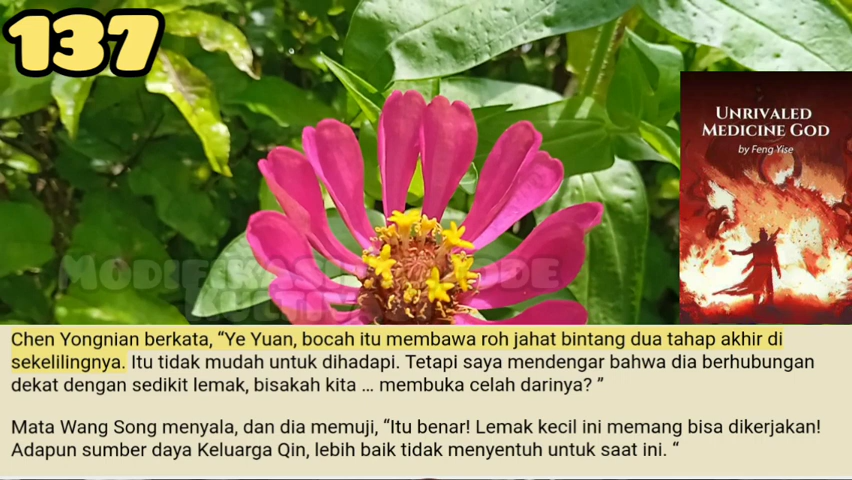 137
UNRIVALED
MEDICINE GOD
by Feng Yise
Chen Yongnian berkata, “Ye Yuan, bocah itu membawa roh jahat bintang dua tahap akhir di
sekelilingnya. Itu tidak mudah untuk dihadapi. Tetapi saya mendengar bahwa dia berhubungan
dekat dengan sedikit lemak, bisakah kita ... membuka celah darinya? ”
Mata Wang Song menyala, dan dia memuji, “Itu benar! Lemak kecil ini memang bisa dikerjakan!
Adapun sumber daya Keluarga Qin, lebih baik tidak menyentuh untuk saat ini. “